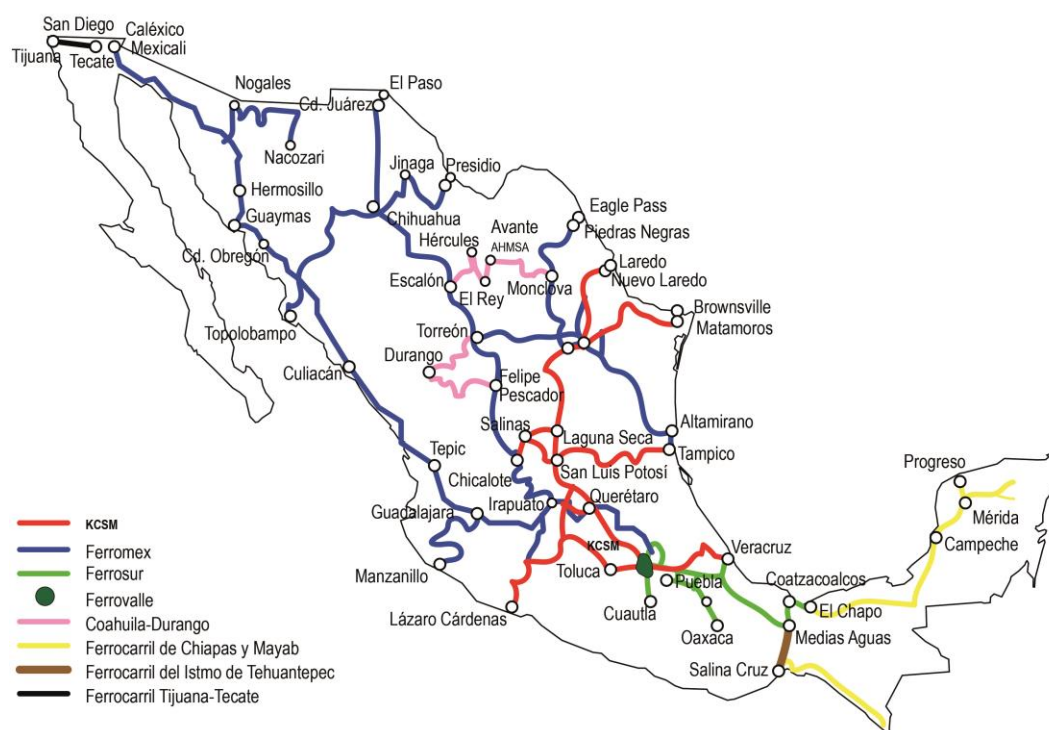 San Diego
Caléxico
Tijuana
Tecate
Mexicali
Nogales
El Paso
Cd. Juárez
Nacozari
Jinaga
Presidio
Hermosillo
Guaymas
Chihuahua
Eagle Pass
Piedras Negras
Cd. Obregón
Hércules
Avante
AHMSA
Laredo
Nuevo Laredo
Escalón
El Rey
Monclova
Brownsville
Matamoros
Topolobampo
Torreón
Durango
Culiacán
Felipe
Pescador
Salinas
Laguna Seca
Altamirano
Tampico
Tepic
Chicalote
San Luis Potosí
Progreso
Irapuato
Querétaro
Mérida
Guadalajara
KCSM
Veracruz
Campeche
Manzanillo
Toluca
Puebla
Coatzacoalcos
Lázaro Cárdenas
Cuautla
El Chapo
Oaxaca
Medias Aguas
Salina Cruz
KCSM
Ferromex
Ferrosur
Ferrovalle
Coahuila-Durango
Ferrocarril de Chiapas y Mayab
Ferrocarril del Istmo de Tehuantepec
Ferrocarril Tijuana-Tecate